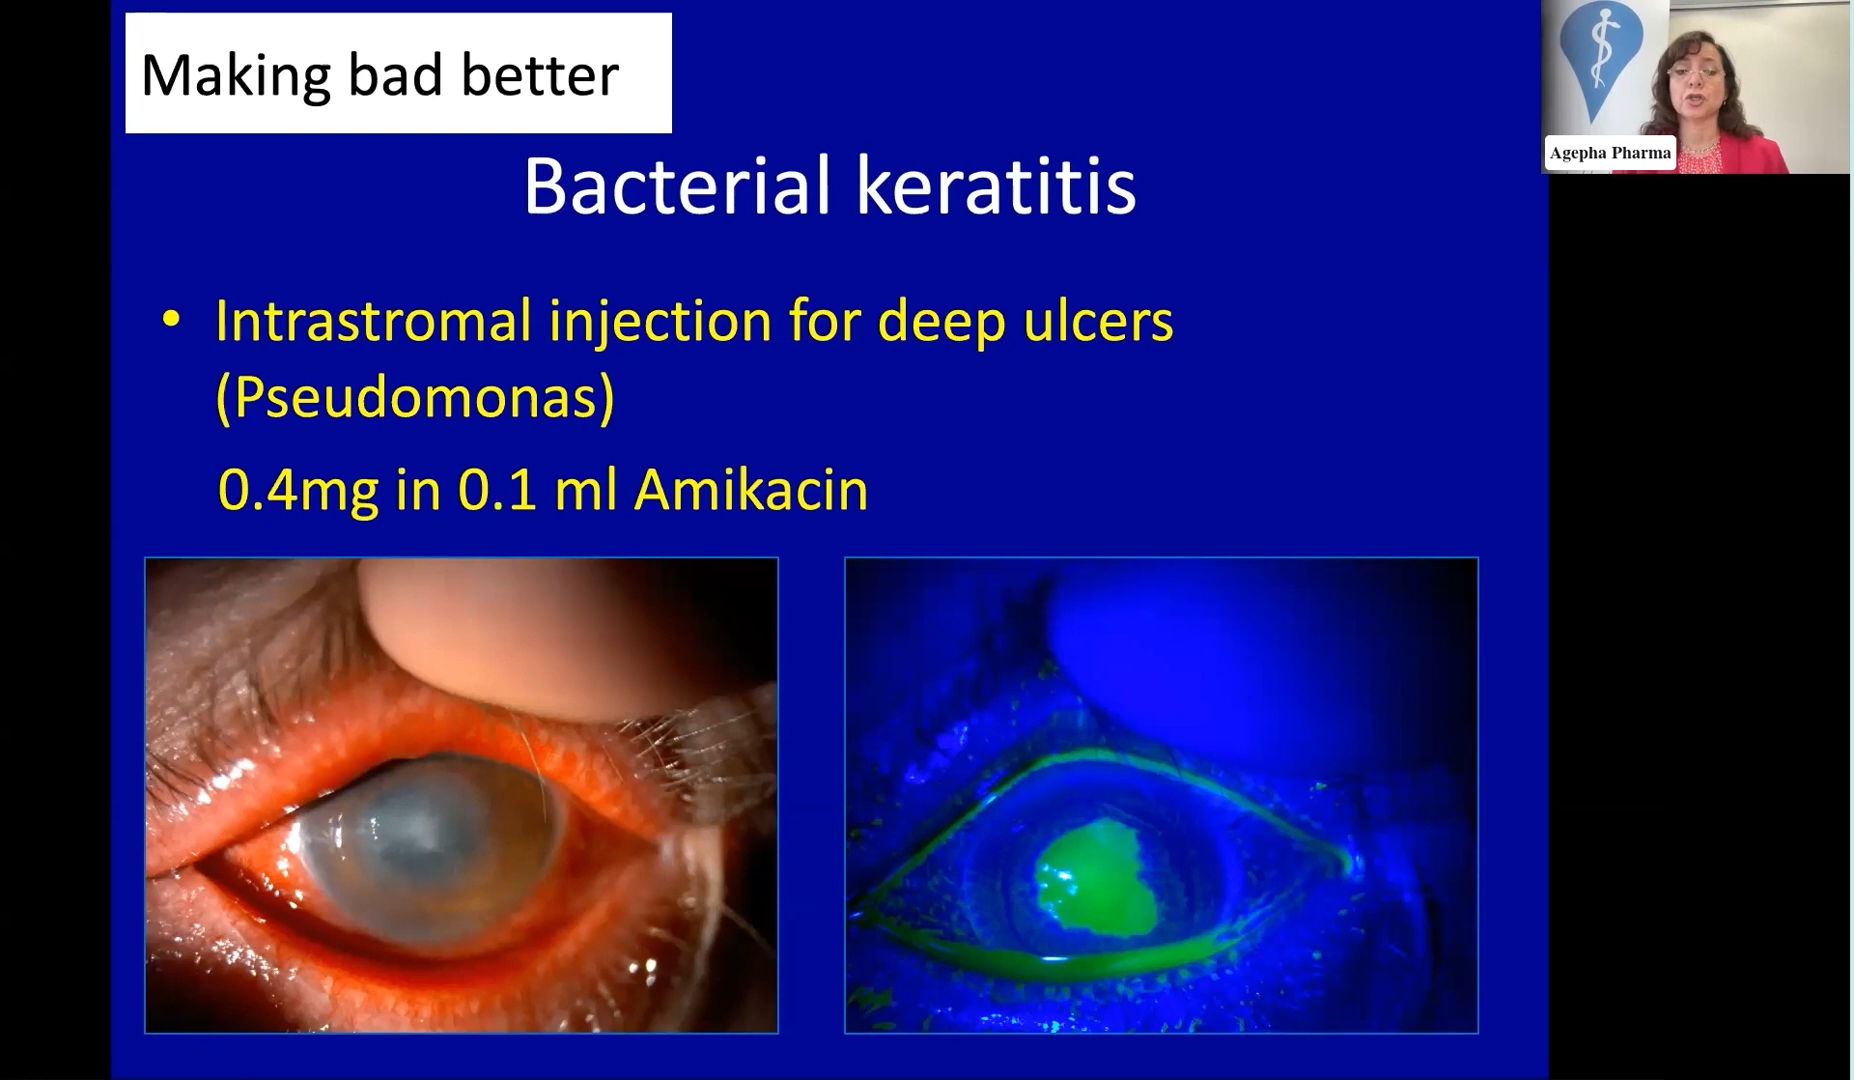 Making bad better
Agepha Pharma
Bacterial keratitis
• Intrastromal injection for deep ulcers
(Pseudomonas)
0.4mg in 0.1 ml Amikacin